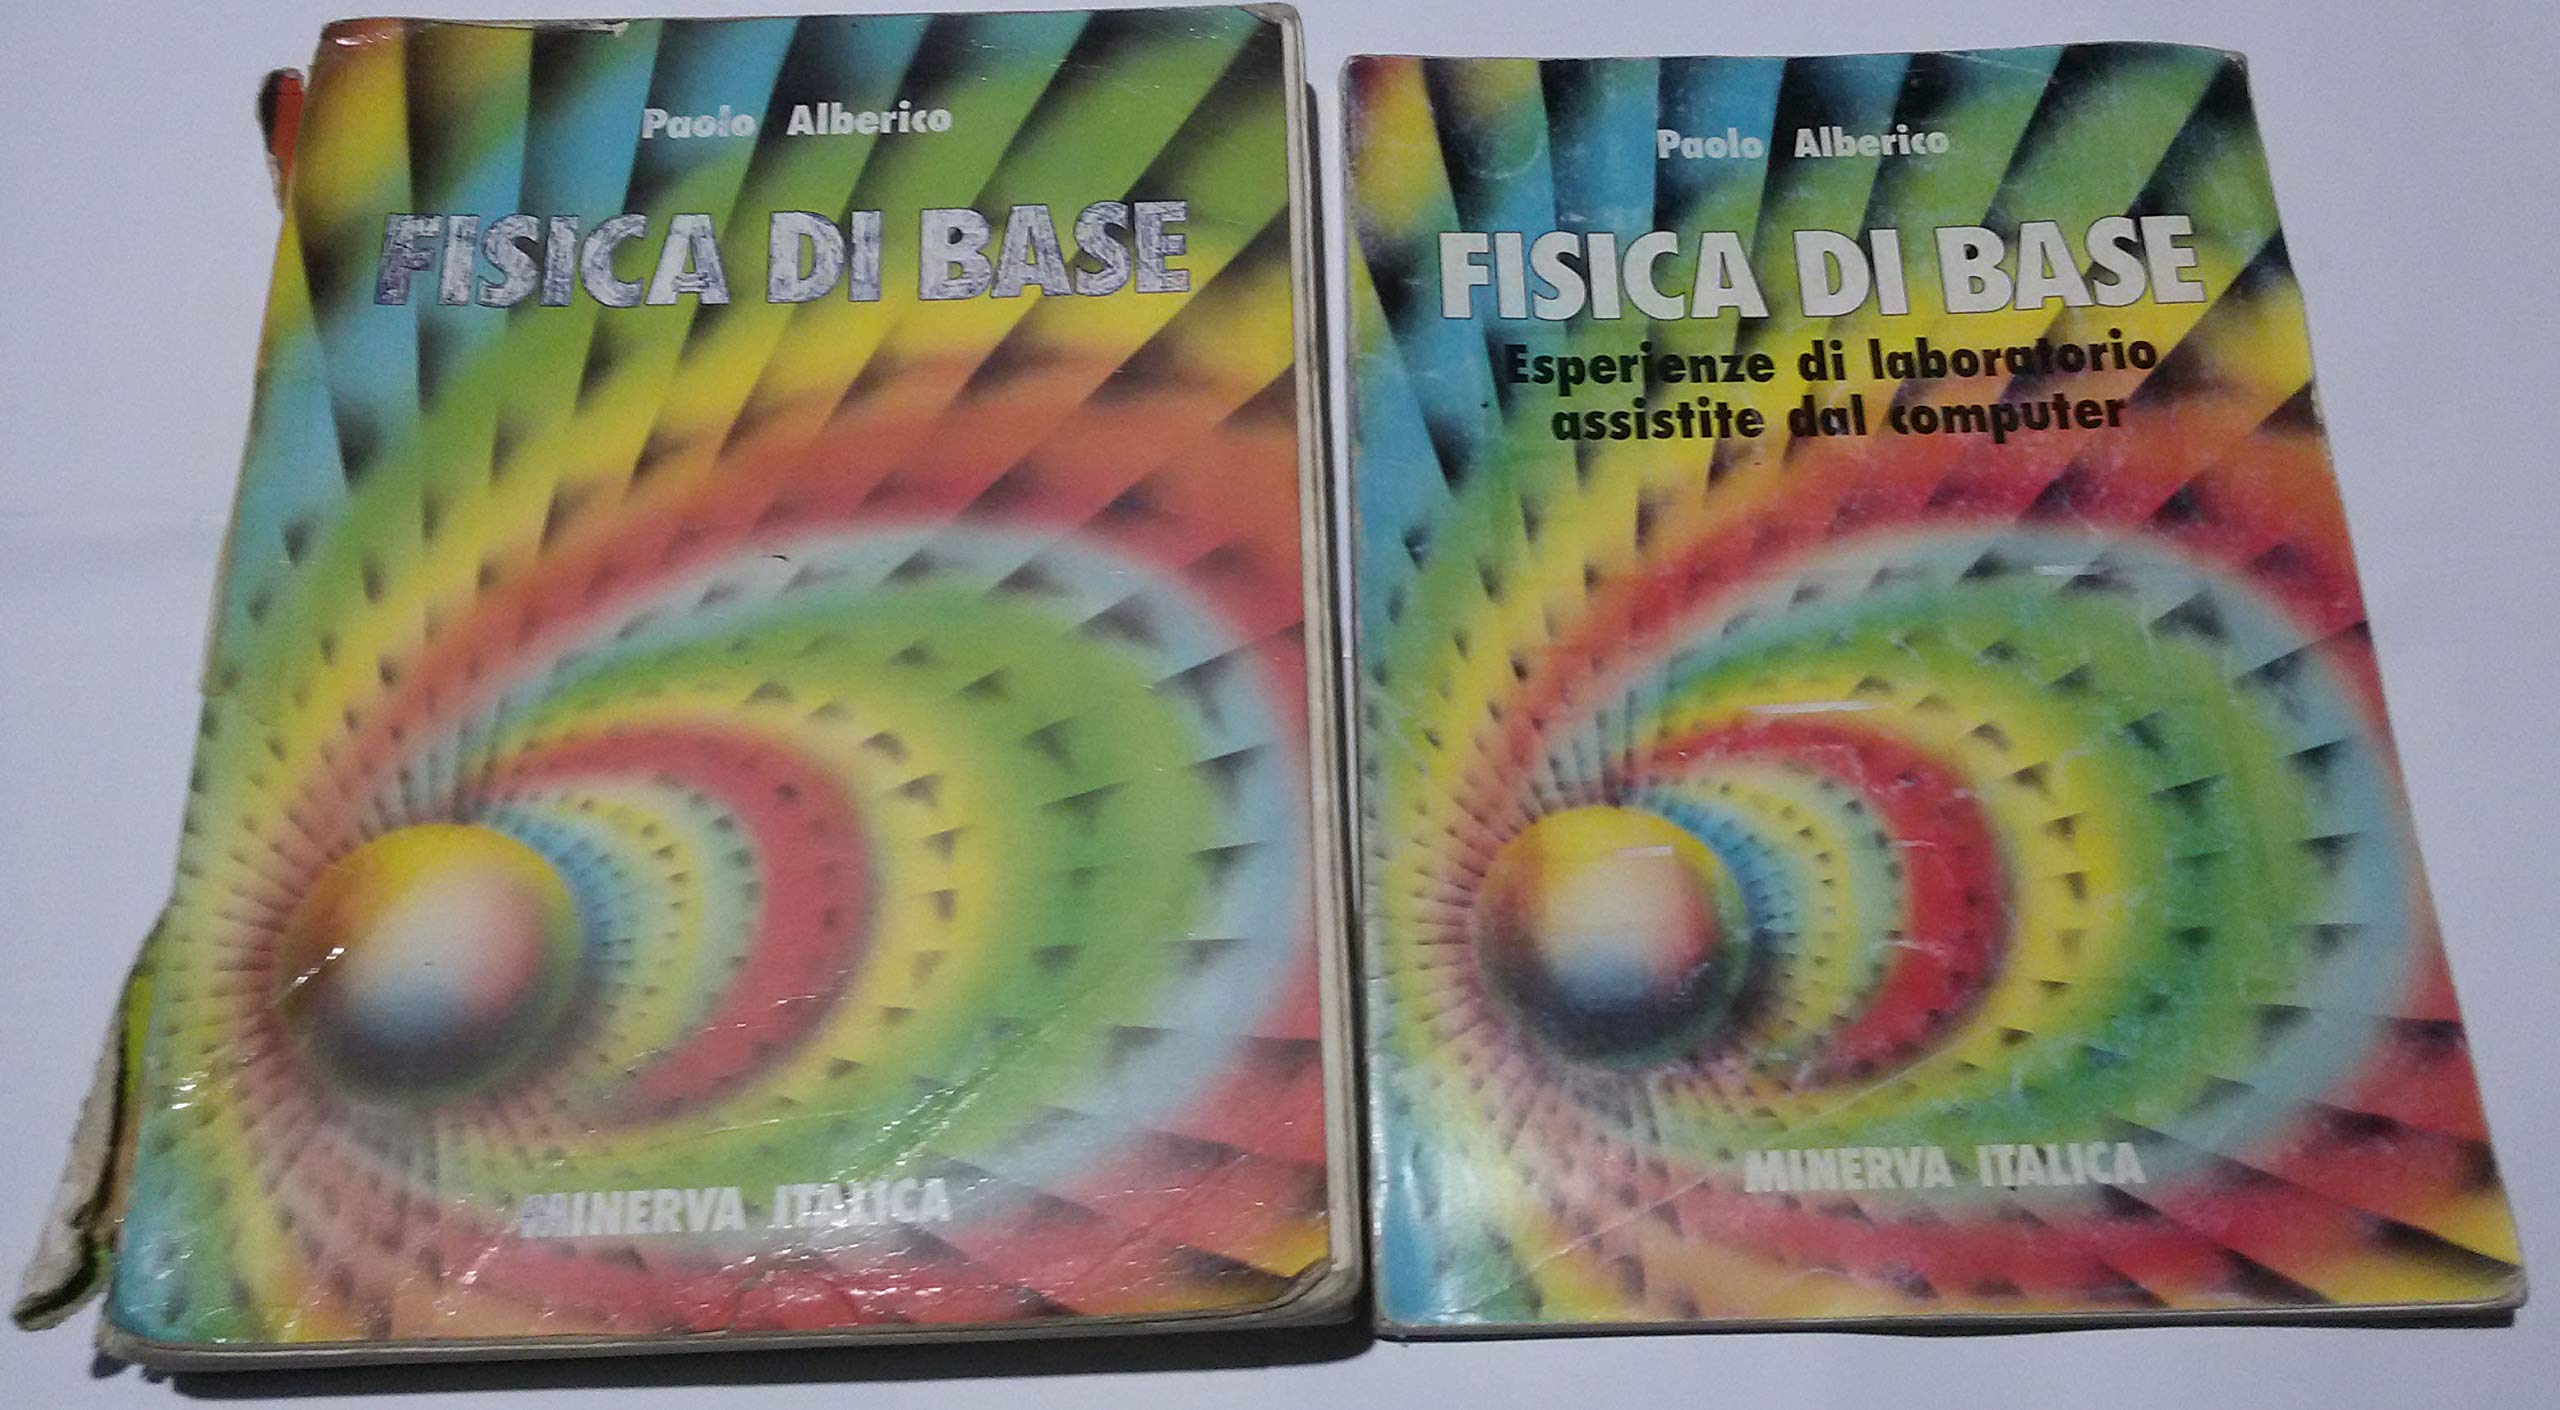 Paolo Alberico
FISICA DI BASE
MINERVA ITALICA
Paolo Alberico
FISICA DI BASE
Esperienze di laboratorio
assistite dal computer
MINERVA ITALICA